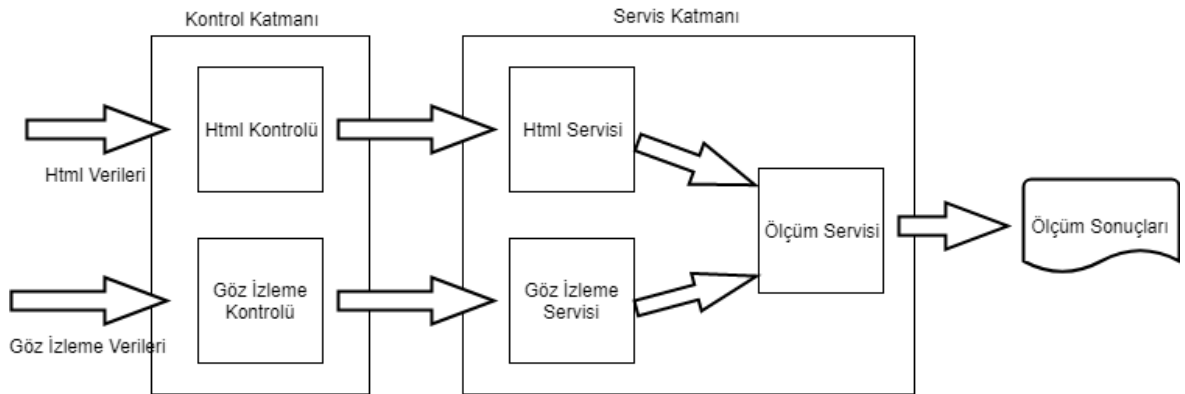 Kontrol Katmanı
Servis Katmanı
Html Verileri
Html Kontrolü
Html Servisi
Ölçüm Servisi
Ölçüm Sonuçları
Göz İzleme Verileri
Göz İzleme
Kontrolü
Göz İzleme
Servisi